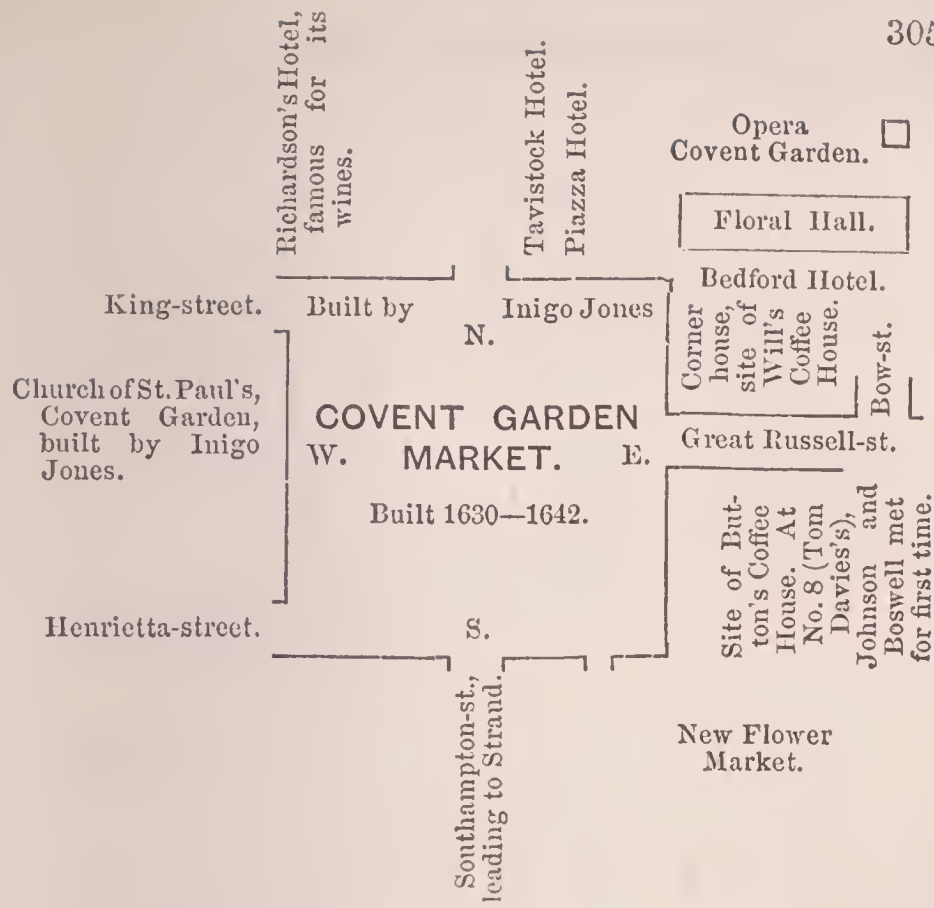 305
Richardson's Hotel,
famous for its
wines.
Tavistock Hotel.
Piazza Hotel.
Opera
Covent Garden.
Floral Hall.
Bedford Hotel.
King-street.
Built by
Inigo Jones
N.
Corner
house,
site of
Will's
Coffee
House.
Bow-st.
Church of St. Paul's,
Covent Garden,
built by Inigo
Jones.
COVENT GARDEN
W. MARKET. E.
Great Russell-st.
Built 1630—1642.
Site of But-
ton's Coffee
House. At
No. 8 (Tom
Davies's),
Johnson and
Boswell met
for first time.
Henrietta-street.
S.
Southampton-st.,
leading to Strand.
New Flower
Market.